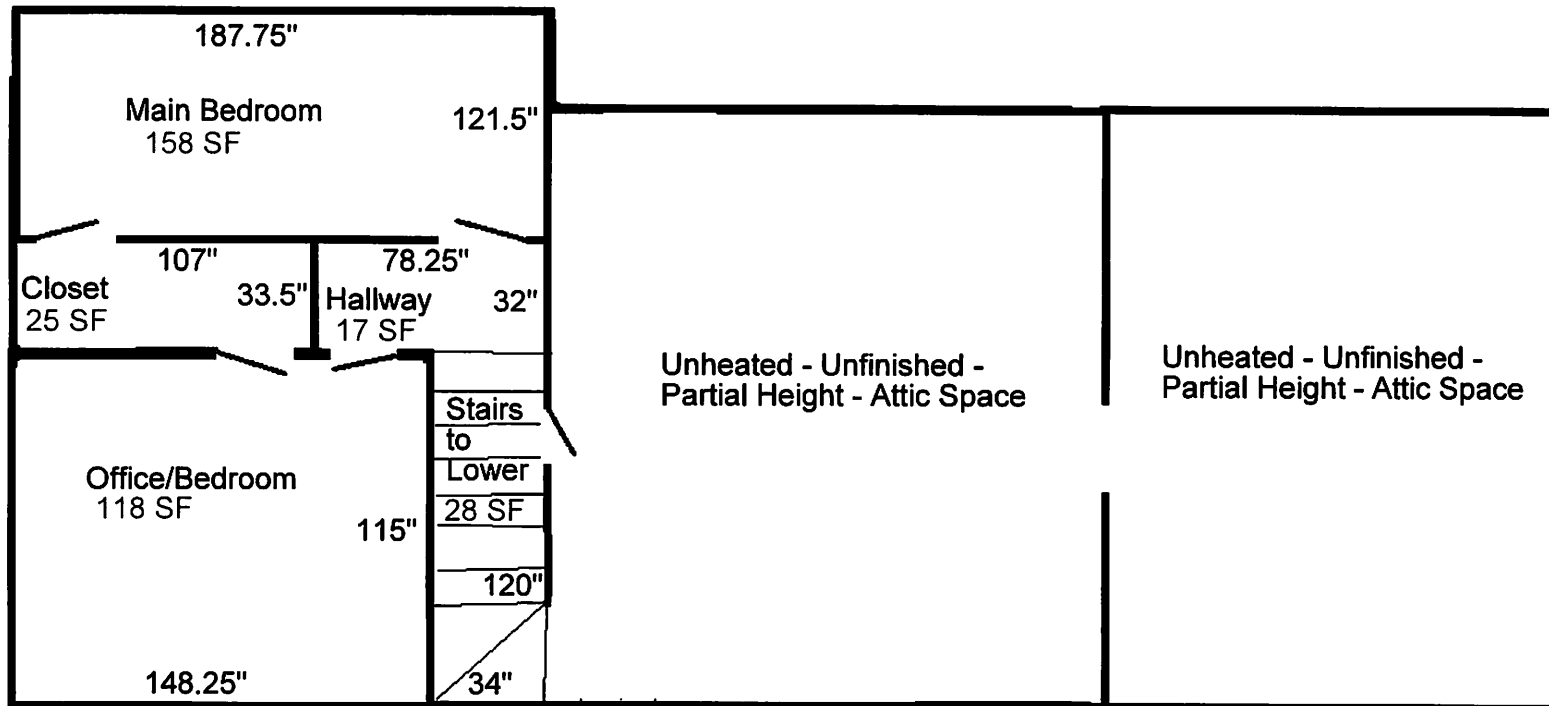 187.75"
Main Bedroom
158 SF
121.5"
107"
78.25"
Closet
25 SF
33.5"
Hallway
17 SF
32"
Unheated - Unfinished -
Partial Height - Attic Space
Unheated - Unfinished -
Partial Height - Attic Space
Stairs
to
Lower
28 SF
Office/Bedroom
118 SF
115"
120"
148.25"
34"